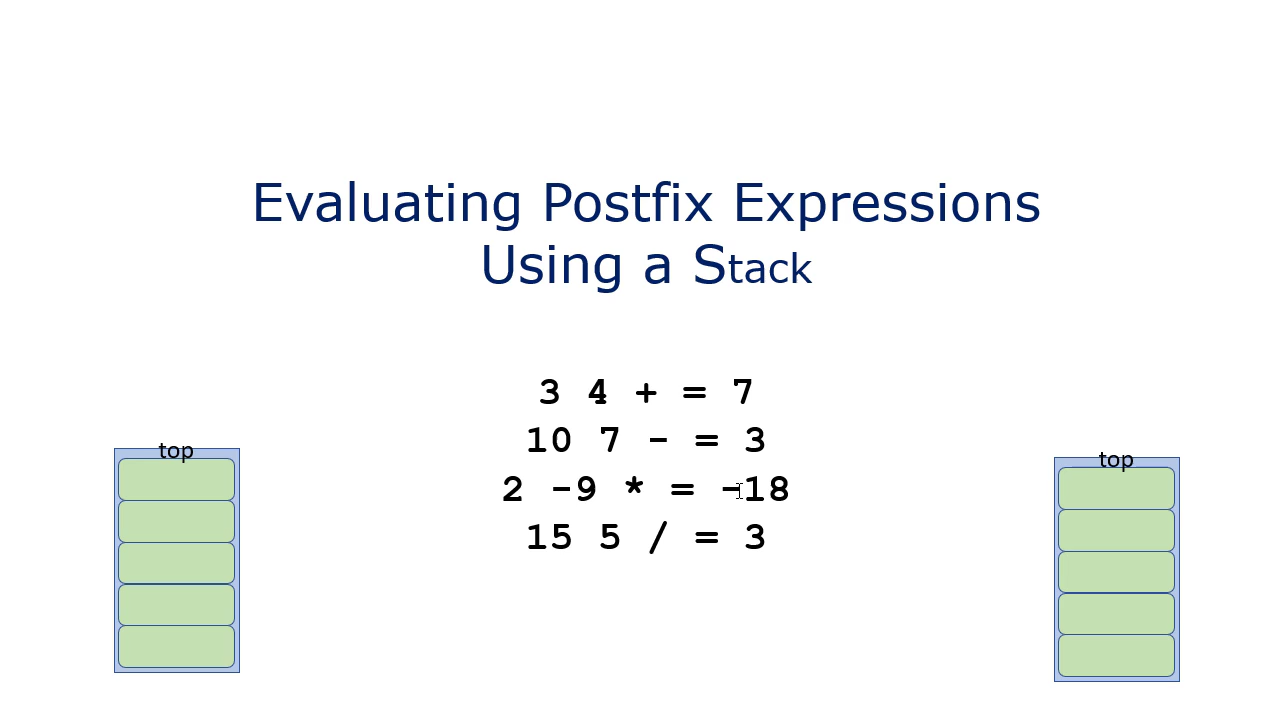 Evaluating Postfix Expressions
Using a Stack
3 4 + = 7
10 7 - = 3
2 -9 * = -18
15 5 / = 3
top
top